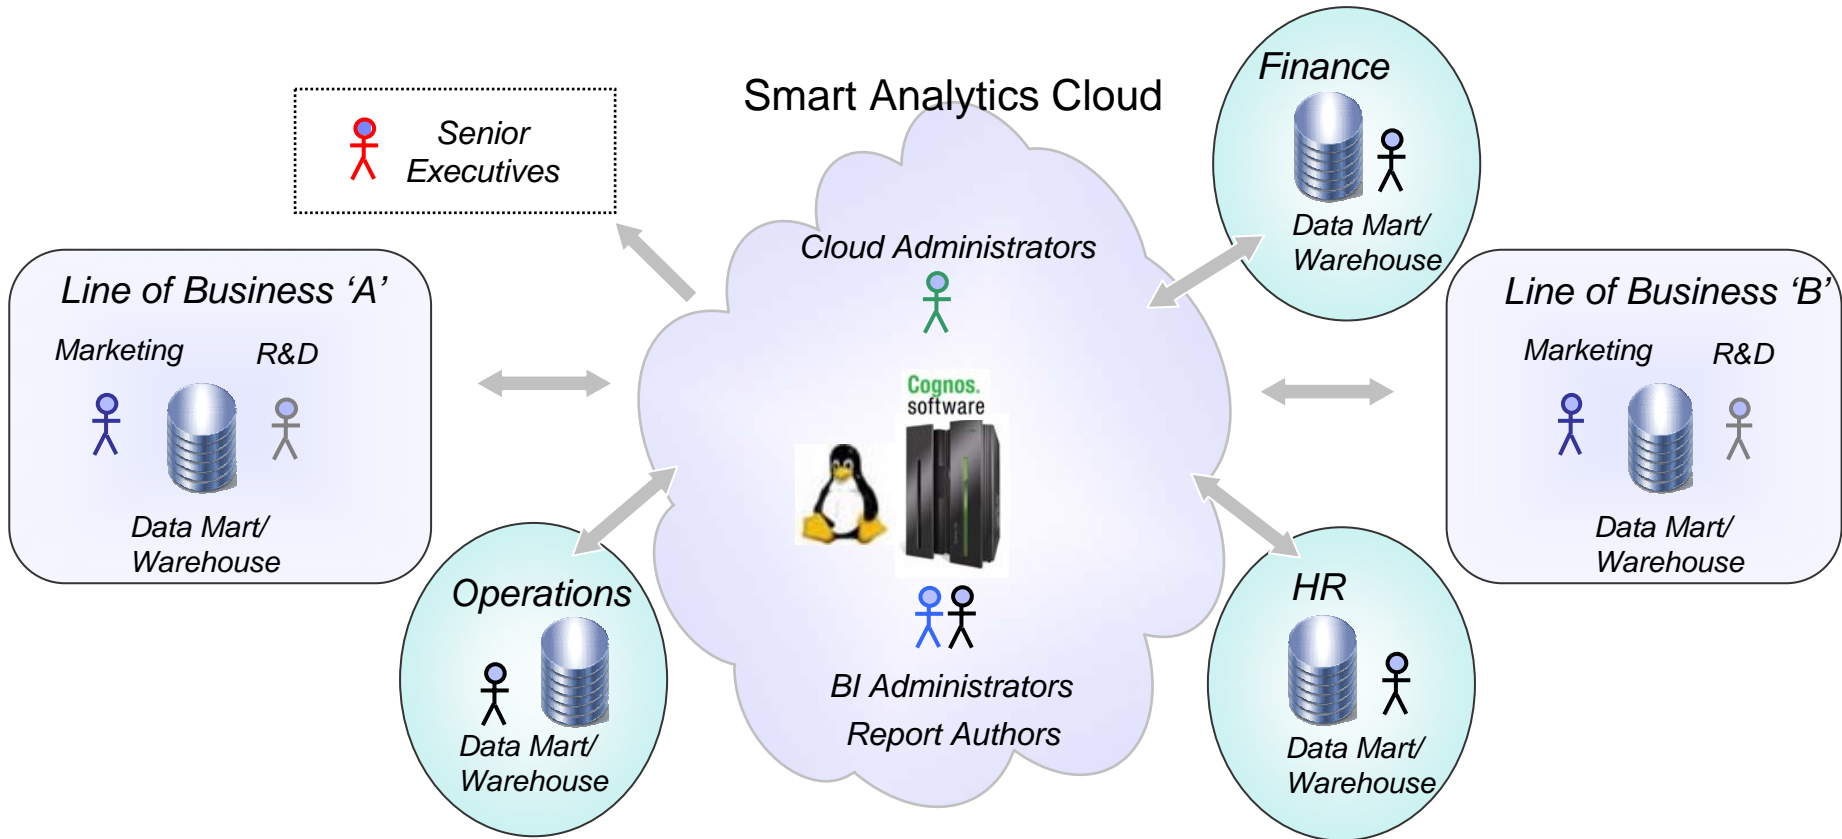 Smart Analytics Cloud
Senior
Executives
Finance
Data Mart/
Warehouse
Cloud Administrators
Line of Business ‘A’
Marketing
R&D
Data Mart/
Warehouse
Cognos.
software
Line of Business ‘B’
Marketing
R&D
Data Mart/
Warehouse
Operations
Data Mart/
Warehouse
BI Administrators
Report Authors
HR
Data Mart/
Warehouse